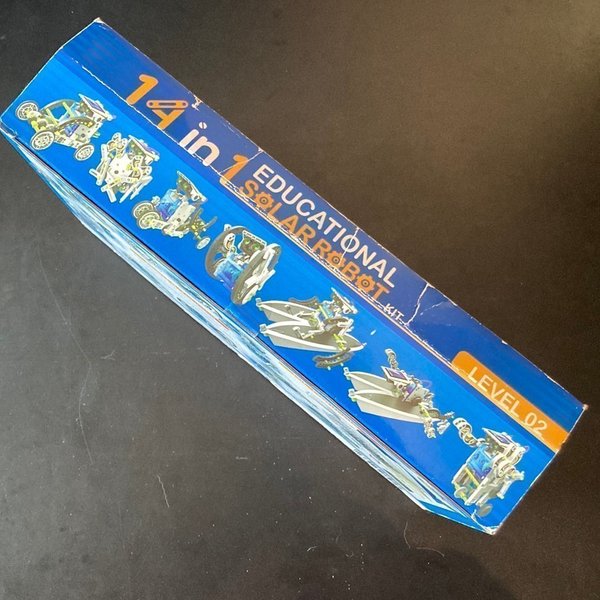 14 in 1
EDUCATIONAL
SOLAR ROBOT
KIT
LEVEL 02